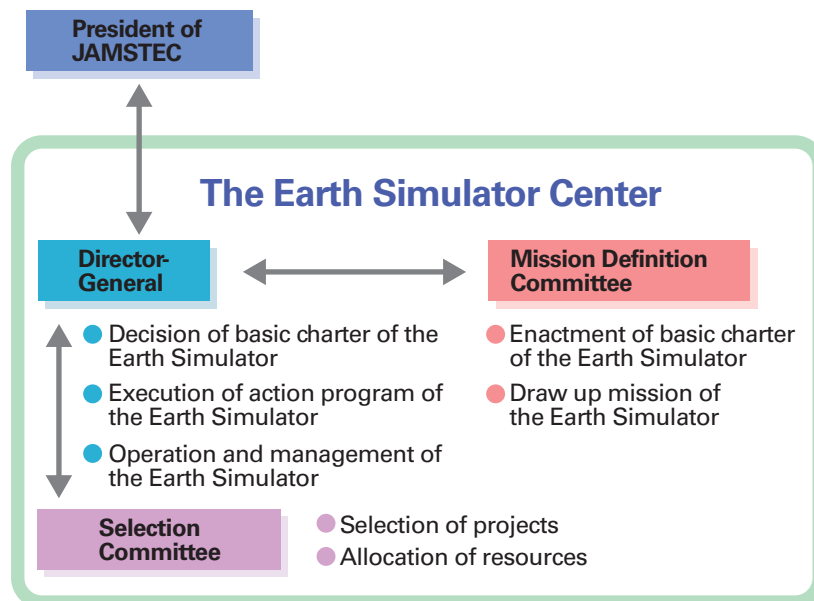 President of
JAMSTEC
The Earth Simulator Center
Director-
General
Mission Definition
Committee
Decision of basic charter of the
Earth Simulator
Execution of action program of
the Earth Simulator
Operation and management of
the Earth Simulator
Enactment of basic charter
of the Earth Simulator
Draw up mission of
the Earth Simulator
Selection
Committee
Selection of projects
Allocation of resources